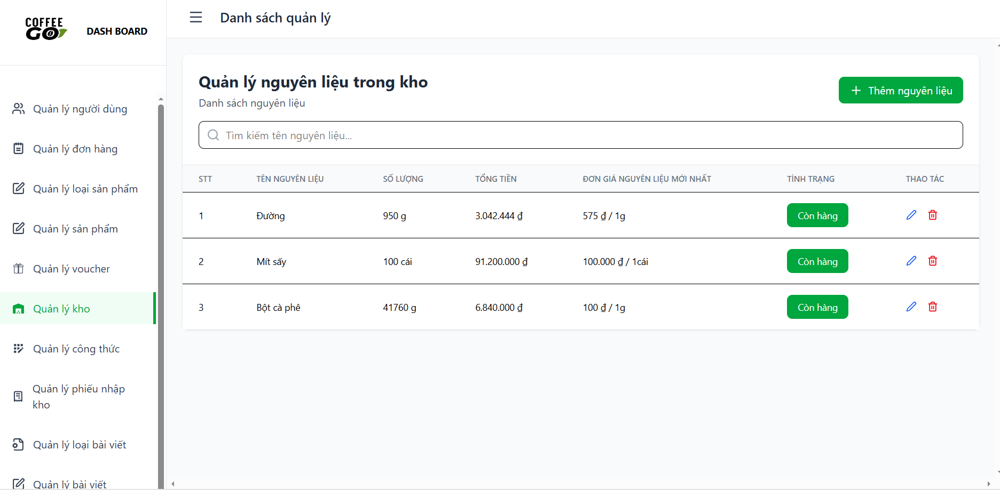 COFFEE
GO
DASH BOARD
Danh sách quản lý
Quản lý người dùng
Quản lý đơn hàng
Quản lý loại sản phẩm
Quản lý sản phẩm
Quản lý voucher
Quản lý kho
Quản lý công thức
Quản lý phiếu nhập
kho
Quản lý loại bài viết
Quản lý bài viết
Quản lý nguyên liệu trong kho
Danh sách nguyên liệu
Thêm nguyên liệu
Tìm kiếm tên nguyên liệu...
STT TÊN NGUYÊN LIỆU SỐ LƯỢNG TỔNG TIỀN ĐƠN GIÁ NGUYÊN LIỆU MỚI NHẤT TÌNH TRẠNG THAO TÁC
1 Đường 950 g 3.042.444 ₫ 575 ₫ / 1g Còn hàng
2 Mít sấy 100 cái 91.200.000 ₫ 100.000 ₫ / 1cái Còn hàng
3 Bột cà phê 41760 g 6.840.000 ₫ 100 ₫ / 1g Còn hàng